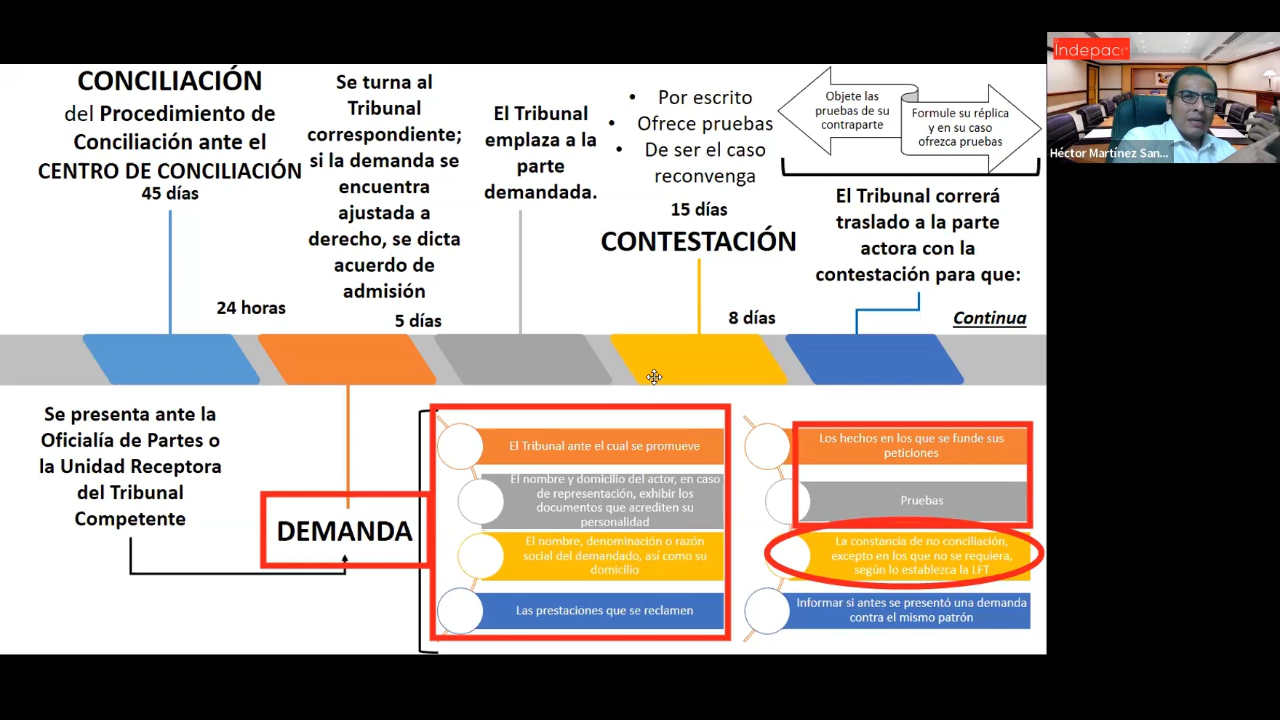 CONCILIACIÓN
del Procedimiento de
Conciliación ante el
CENTRO DE CONCILIACIÓN
45 días
24 horas
Se turna al
Tribunal
correspondiente;
si la demanda se
encuentra
ajustada a
derecho, se dicta
acuerdo de
admisión
5 días
El Tribunal
emplaza a la
parte
demandada.
• Por escrito
• Ofrece pruebas
• De ser el caso
reconvenga
15 días
CONTESTACIÓN
8 días
Objete las
pruebas de su
contraparte
Formule su réplica
y en su caso
ofrezca pruebas
El Tribunal correrá
traslado a la parte
actora con la
contestación para que:
Continua
Indepac
Héctor Martínez San...
Se presenta ante la
Oficialía de Partes o
la Unidad Receptora
del Tribunal
Competente
DEMANDA
El Tribunal ante el cual se promueve
El nombre y domicilio del actor, en caso
de representación, exhibir los
documentos que acrediten su
personalidad
El nombre, denominación o razón
social del demandado, así como su
domicilio
Las prestaciones que se reclamen
Los hechos en los que se funde sus
peticiones
Pruebas
La constancia de no conciliación,
excepto en los que no se requiera,
según lo establezca la LFT
Informar si antes se presentó una demanda
contra el mismo patrón